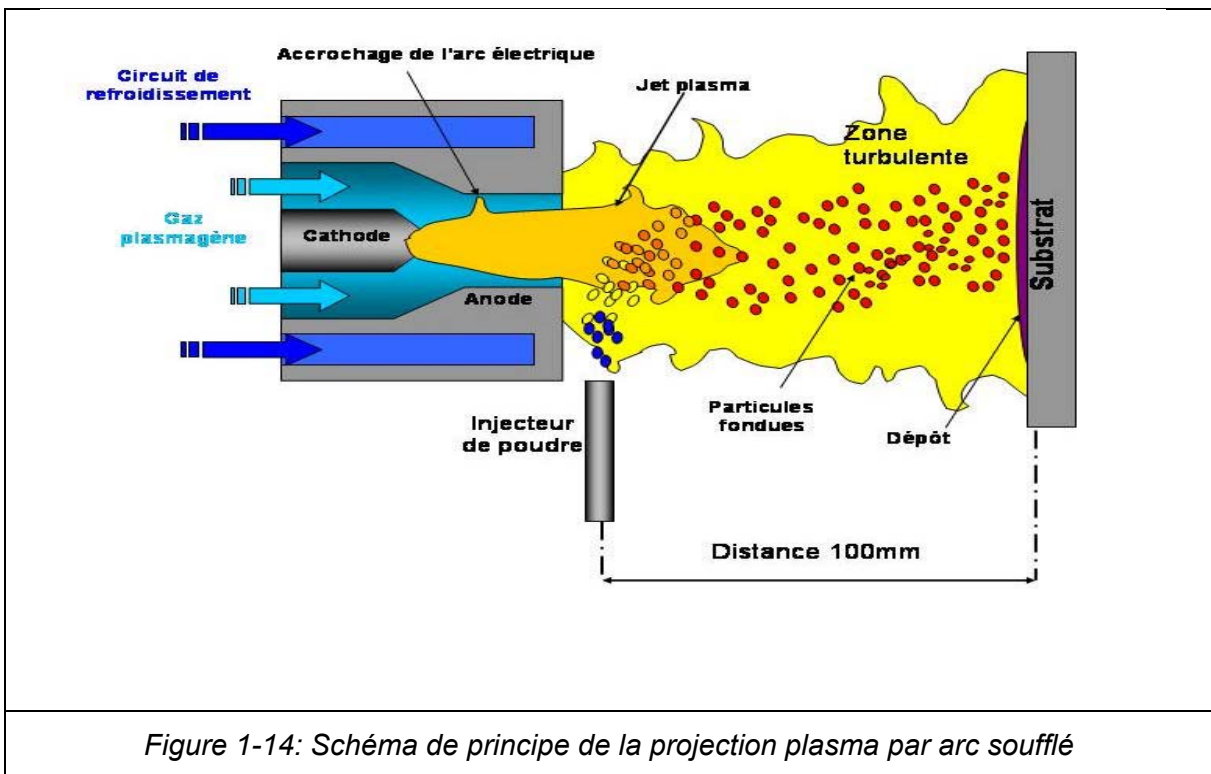 Accrochage de l'arc électrique
Circuit de
refroidissement
Jet plasma
Zone
turbulente
Gaz
plasmagène
Cathode
Anode
Substrat
Injecteur
de poudre
Particules
fondues
Dépôt
Distance 100mm
Figure 1-14: Schéma de principe de la projection plasma par arc soufflé